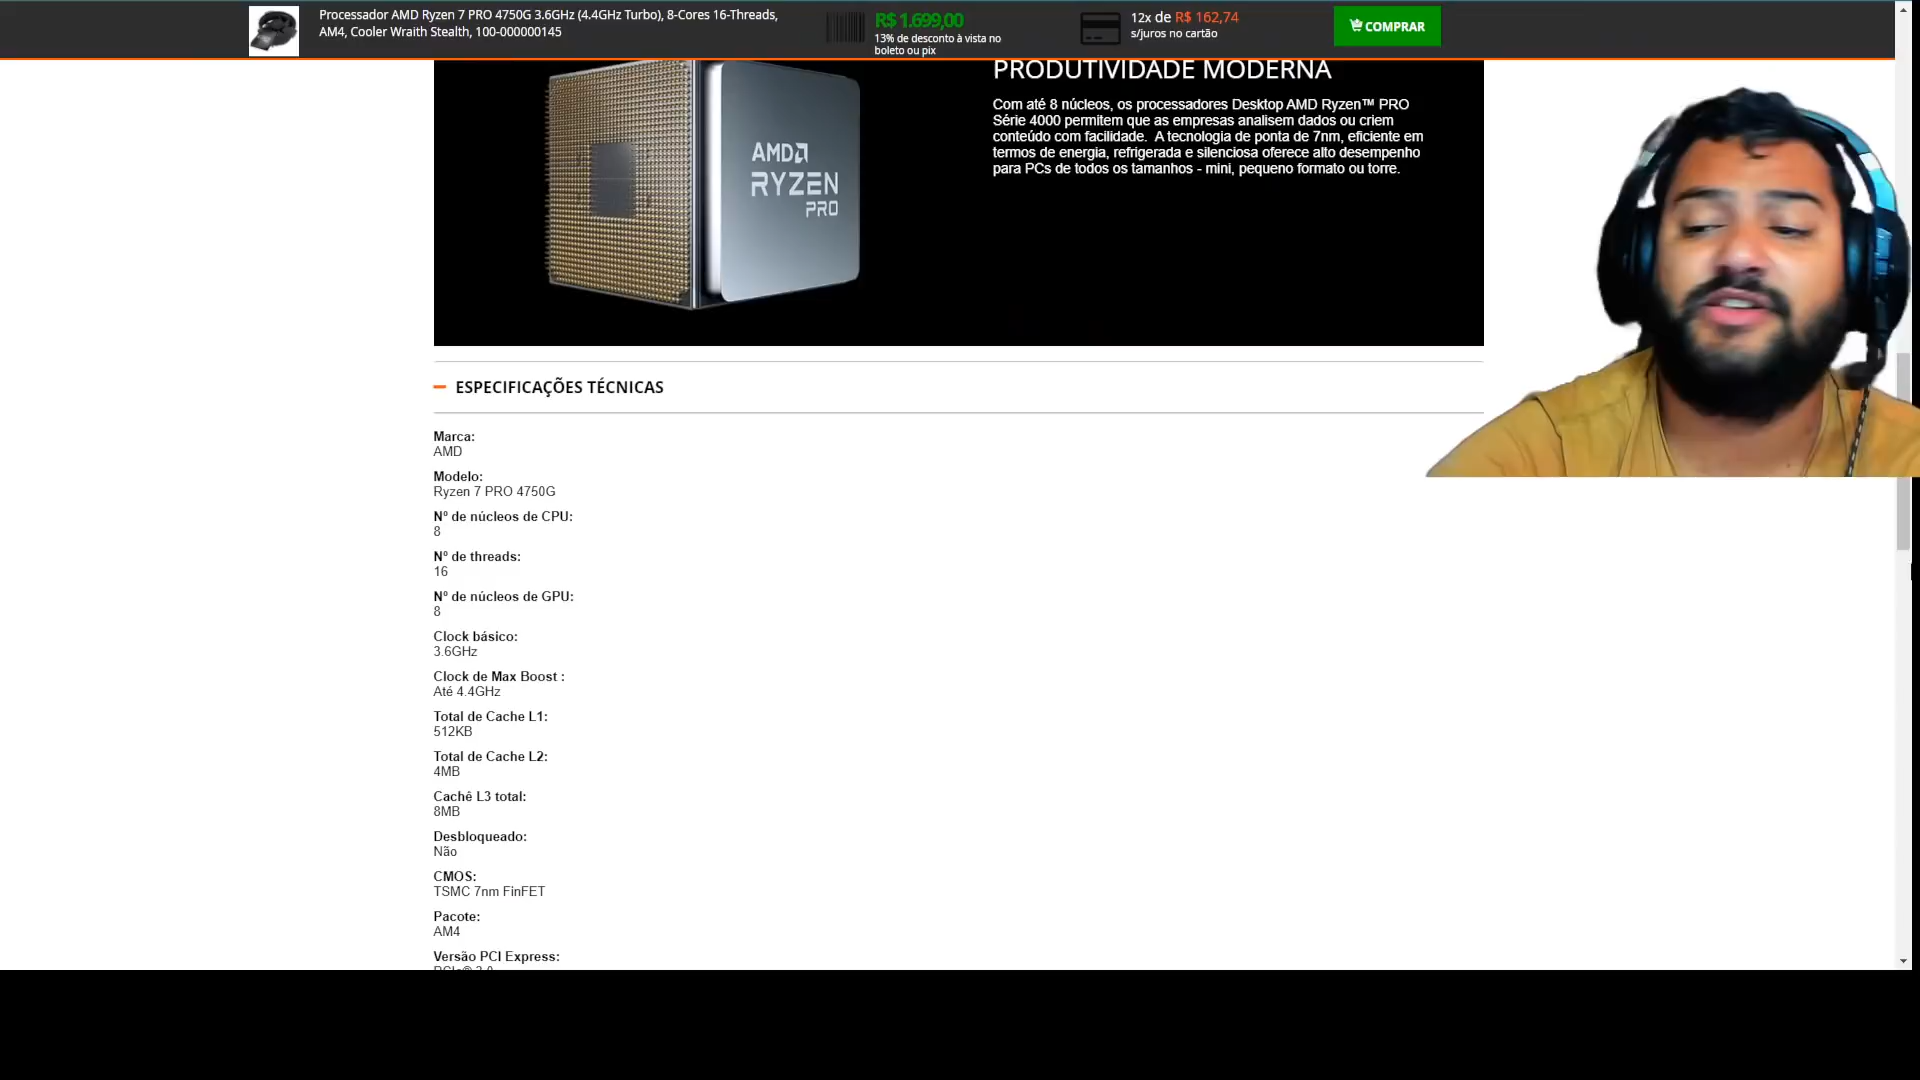 Processador AMD Ryzen 7 PRO 4750G 3.6GHz (4.4GHz Turbo), 8-Cores 16-Threads,
AM4, Cooler Wraith Stealth, 100-000000145
R$ 1.699,00
13% de desconto à vista no
boleto ou pix
12x de R$ 162,74
s/juros no cartão
COMPRAR
AMD
RYZEN
PRO
PRODUTIVIDADE MODERNA
Com até 8 núcleos, os processadores Desktop AMD Ryzen™ PRO
Série 4000 permitem que as empresas analisem dados ou criem
conteúdo com facilidade. A tecnologia de ponta de 7nm, eficiente em
termos de energia, refrigerada e silenciosa oferece alto desempenho
para PCs de todos os tamanhos - mini, pequeno formato ou torre.
ESPECIFICAÇÕES TÉCNICAS
Marca:
AMD
Modelo:
Ryzen 7 PRO 4750G
Nº de núcleos de CPU:
8
Nº de threads:
16
Nº de núcleos de GPU:
8
Clock básico:
3.6GHz
Clock de Max Boost :
Até 4.4GHz
Total de Cache L1:
512KB
Total de Cache L2:
4MB
Cachê L3 total:
8MB
Desbloqueado:
Não
CMOS:
TSMC 7nm FinFET
Pacote:
AM4
Versão PCI Express: